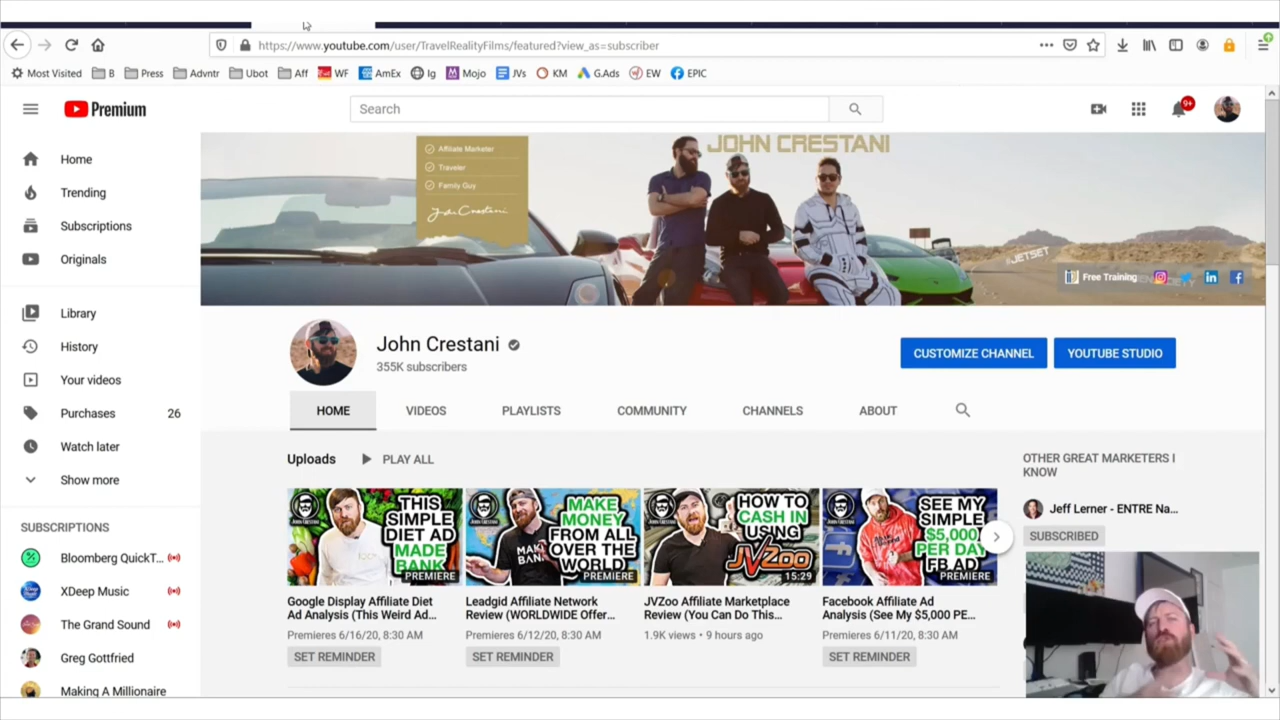 https://www.youtube.com/user/TravelRealityFilms/featured?view_as=subscriber
Most Visited B Press Advntr Ubot Aff WF AmEx Ig Mojo JVs KM G.Ads EW EPIC
Premium
Search
9+
Home
Trending
Subscriptions
Originals
Library
History
Your videos
Purchases 26
Watch later
Show more
SUBSCRIPTIONS
Bloomberg QuickT...
XDeep Music
The Grand Sound
Greg Gottfried
Making A Millionaire
JOHN CRESTANI
Affiliate Marketer
Traveler
Family Guy
John Crestani
#JETSET
Free Training
John Crestani
355K subscribers
CUSTOMIZE CHANNEL
YOUTUBE STUDIO
HOME VIDEOS PLAYLISTS COMMUNITY CHANNELS ABOUT
Uploads PLAY ALL
THIS
SIMPLE
DIET AD
MADE
BANK
PREMIERE
Google Display Affiliate Diet
Ad Analysis (This Weird Ad...
Premieres 6/16/20, 8:30 AM
SET REMINDER
MAKE
MONEY
FROM ALL
OVER THE
WORLD
PREMIERE
Leadgid Affiliate Network
Review (WORLDWIDE Offer...
Premieres 6/12/20, 8:30 AM
SET REMINDER
HOW TO
CASH IN
USING
JVZoo
15:29
JVZoo Affiliate Marketplace
Review (You Can Do This...
1.9K views • 9 hours ago
SEE MY
SIMPLE
$5,000
PER DAY
FB AD
PREMIERE
Facebook Affiliate Ad
Analysis (See My $5,000 PE...
Premieres 6/11/20, 8:30 AM
SET REMINDER
OTHER GREAT MARKETERS I
KNOW
Jeff Lerner - ENTRE Na...
SUBSCRIBED